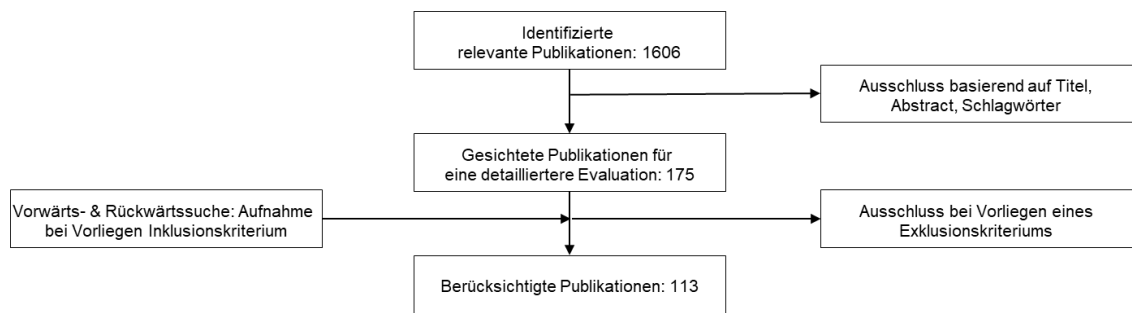 Identifizierte
relevante Publikationen: 1606
Ausschluss basierend auf Titel,
Abstract, Schlagwörter
Gesichtete Publikationen für
eine detailliertere Evaluation: 175
Vorwärts- & Rückwärtssuche: Aufnahme
bei Vorliegen Inklusionskriterium
Ausschluss bei Vorliegen eines
Exklusionskriteriums
Berücksichtigte Publikationen: 113